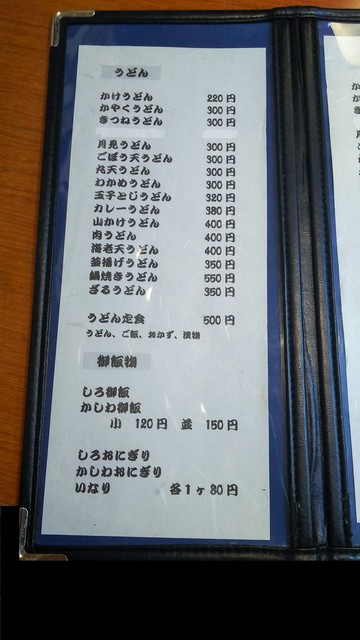 うどん
かけうどん 220円
かやくうどん 300円
きつねうどん 300円
月見うどん 300円
ごぼう天うどん 300円
丸天うどん 300円
わかめうどん 300円
玉子とじうどん 320円
カレーうどん 380円
山かけうどん 400円
肉うどん 400円
海老天うどん 400円
釜揚げうどん 350円
鍋焼きうどん 550円
ざるうどん 350円
うどん定食 500円
うどん、ご飯、おかず、漬物
御飯物
しろ御飯
かしわ御飯
小 120円 並 150円
しろおにぎり
かしわおにぎり
いなり 各1ヶ80円